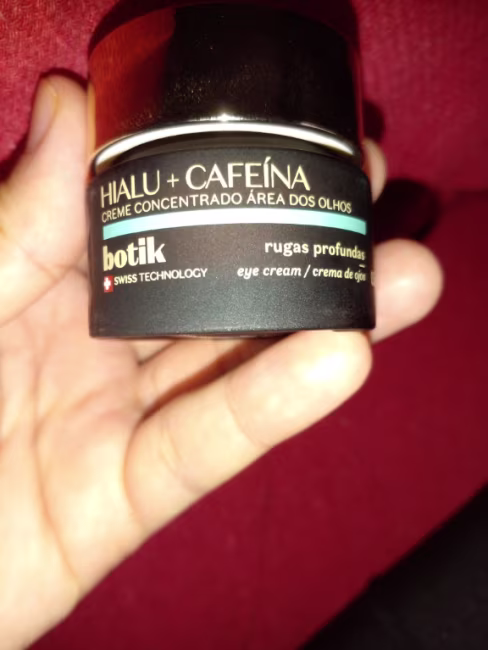 HIALU + CAFEÍNA
CREME CONCENTRADO ÁREA DOS OLHOS
botik
SWISS TECHNOLOGY
rugas profundas
eye cream / crema de ojos